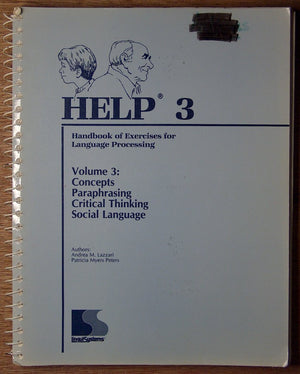 HELP® 3
Handbook of Exercises for
Language Processing
Volume 3:
Concepts
Paraphrasing
Critical Thinking
Social Language
Authors:
Andrea M. Lazzari
Patricia Myers Peters
LinguiSystems